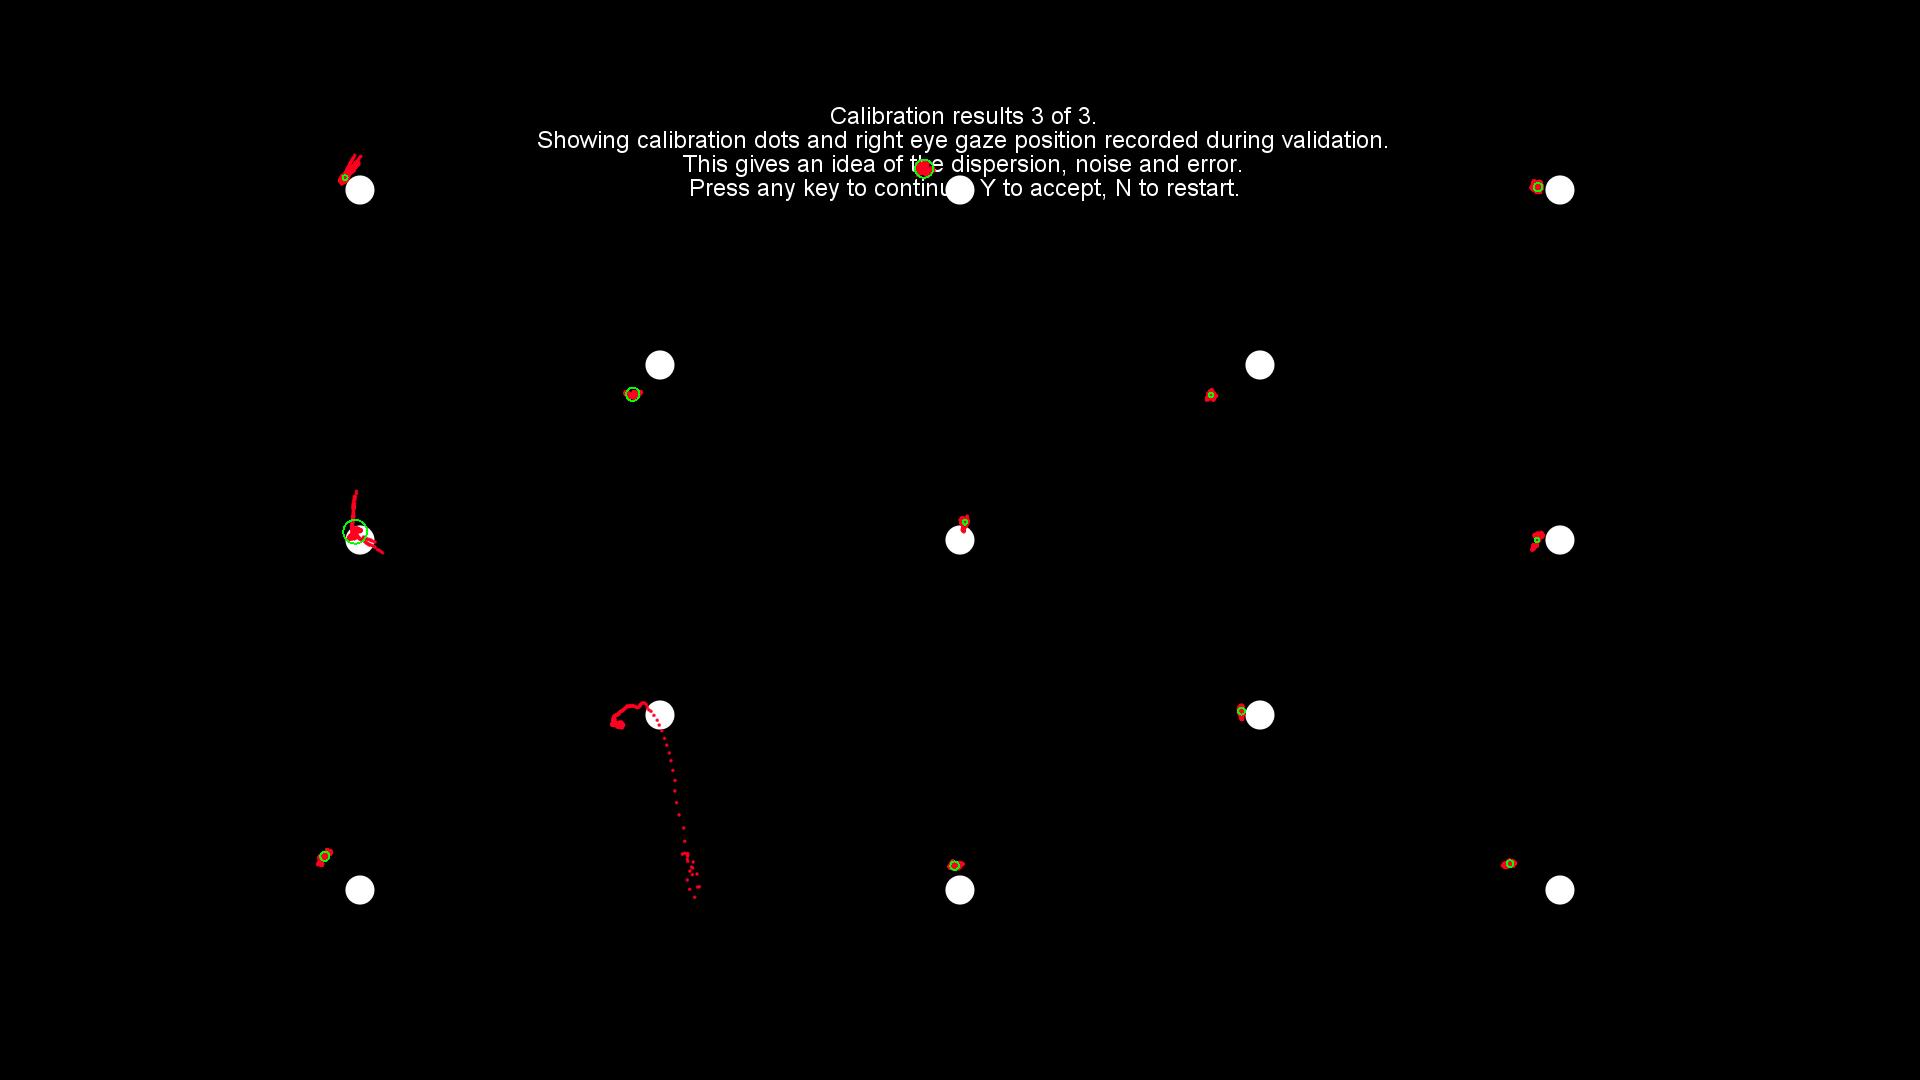 Calibration results 3 of 3.
Showing calibration dots and right eye gaze position recorded during validation.
This gives an idea of the dispersion, noise and error.
Press any key to continue, Y to accept, N to restart.